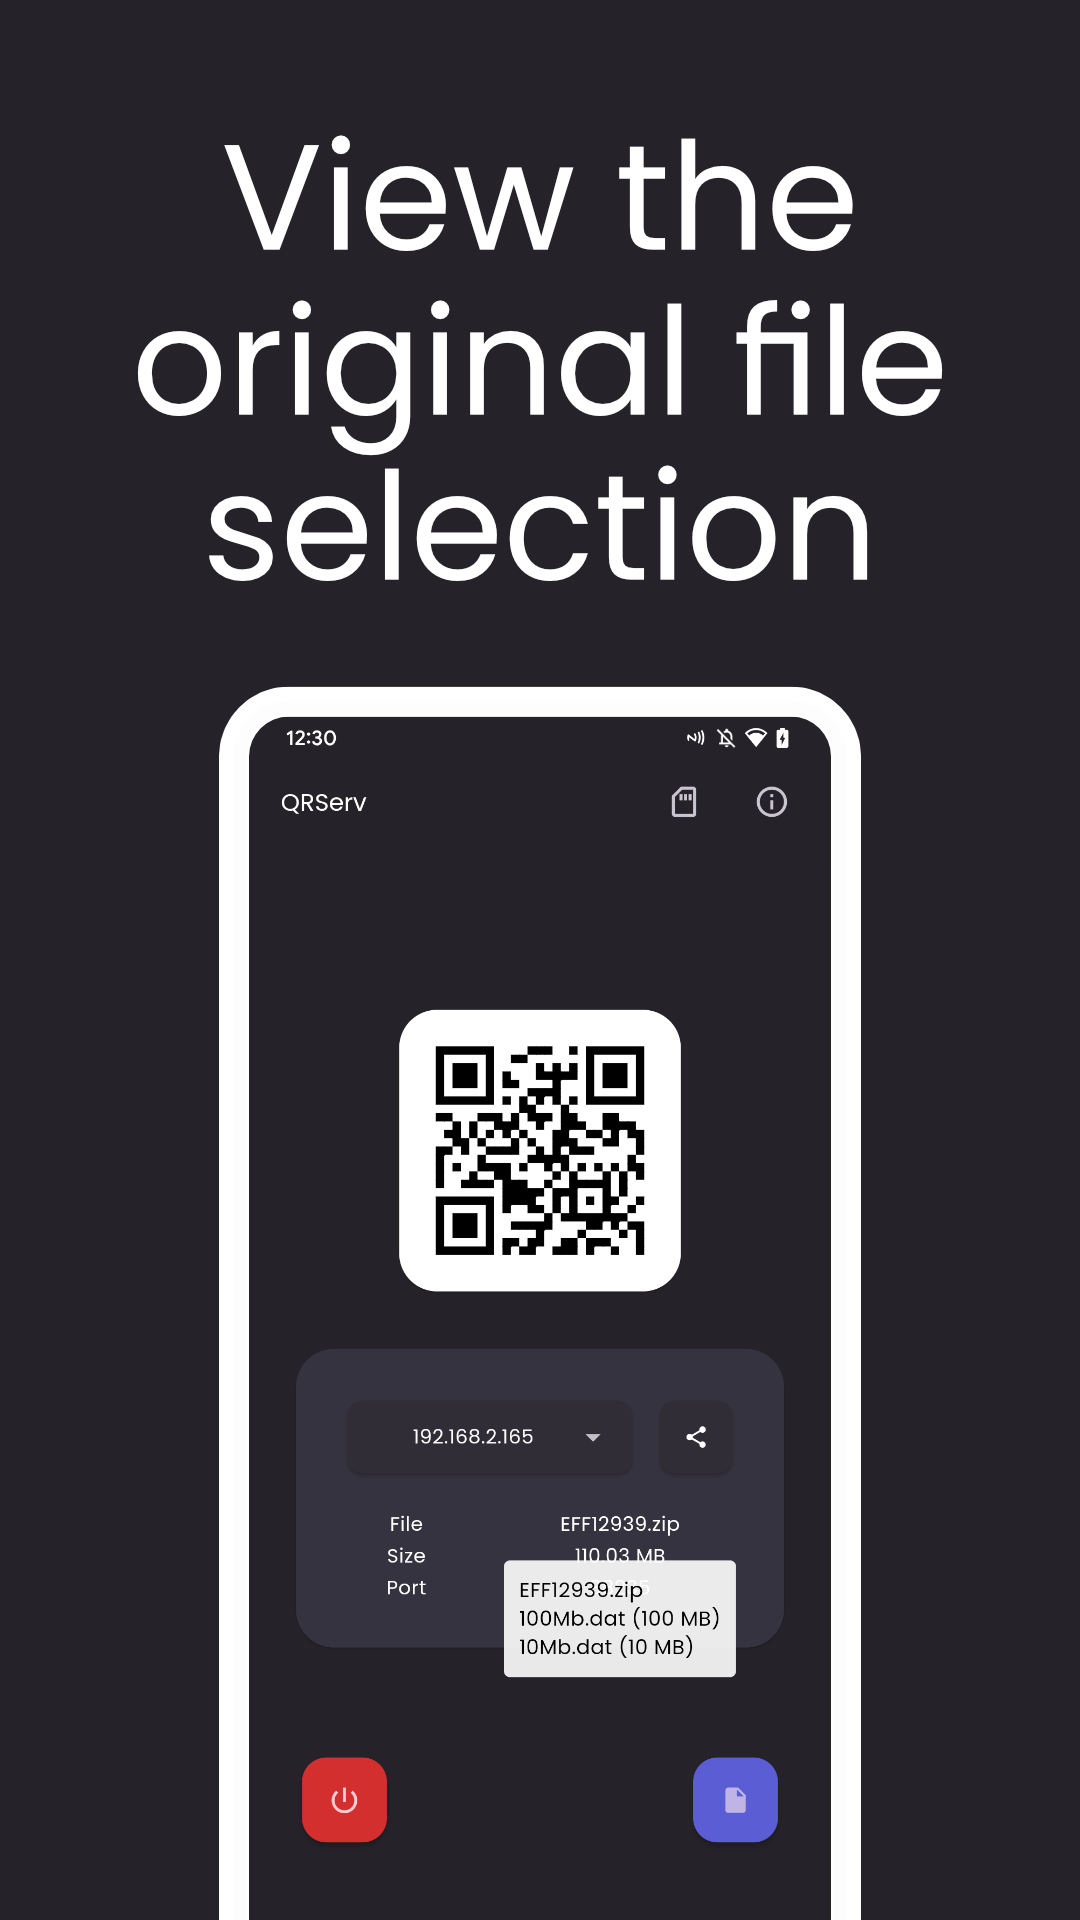 View the
original file
selection
12:30
QRServ
192.168.2.165
File EFF12939.zip
Size 110.03 MB
Port
EFF12939.zip
100Mb.dat (100 MB)
10Mb.dat (10 MB)